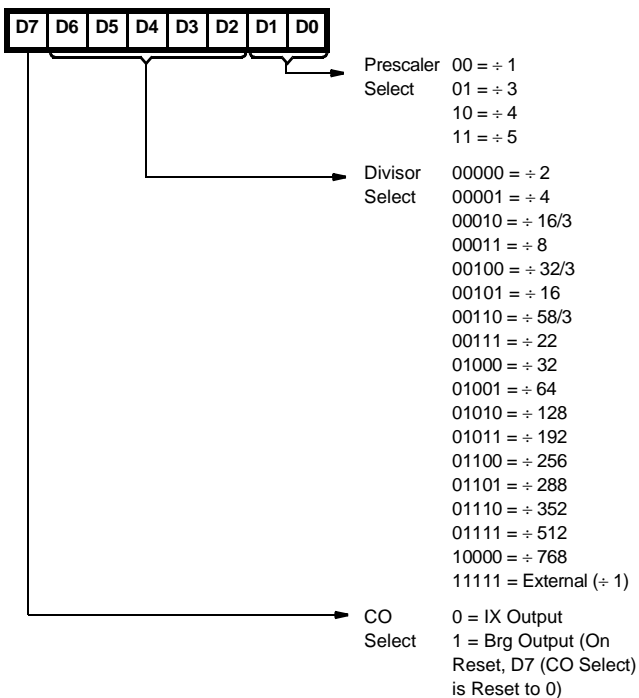 D7 D6 D5 D4 D3 D2 D1 D0
Prescaler 00 = ÷ 1
Select 01 = ÷ 3
10 = ÷ 4
11 = ÷ 5
Divisor 00000 = ÷ 2
Select 00001 = ÷ 4
00010 = ÷ 16/3
00011 = ÷ 8
00100 = ÷ 32/3
00101 = ÷ 16
00110 = ÷ 58/3
00111 = ÷ 22
01000 = ÷ 32
01001 = ÷ 64
01010 = ÷ 128
01011 = ÷ 192
01100 = ÷ 256
01101 = ÷ 288
01110 = ÷ 352
01111 = ÷ 512
10000 = ÷ 768
11111 = External (÷ 1)
CO 0 = IX Output
Select 1 = Brg Output (On
Reset, D7 (CO Select)
is Reset to 0)